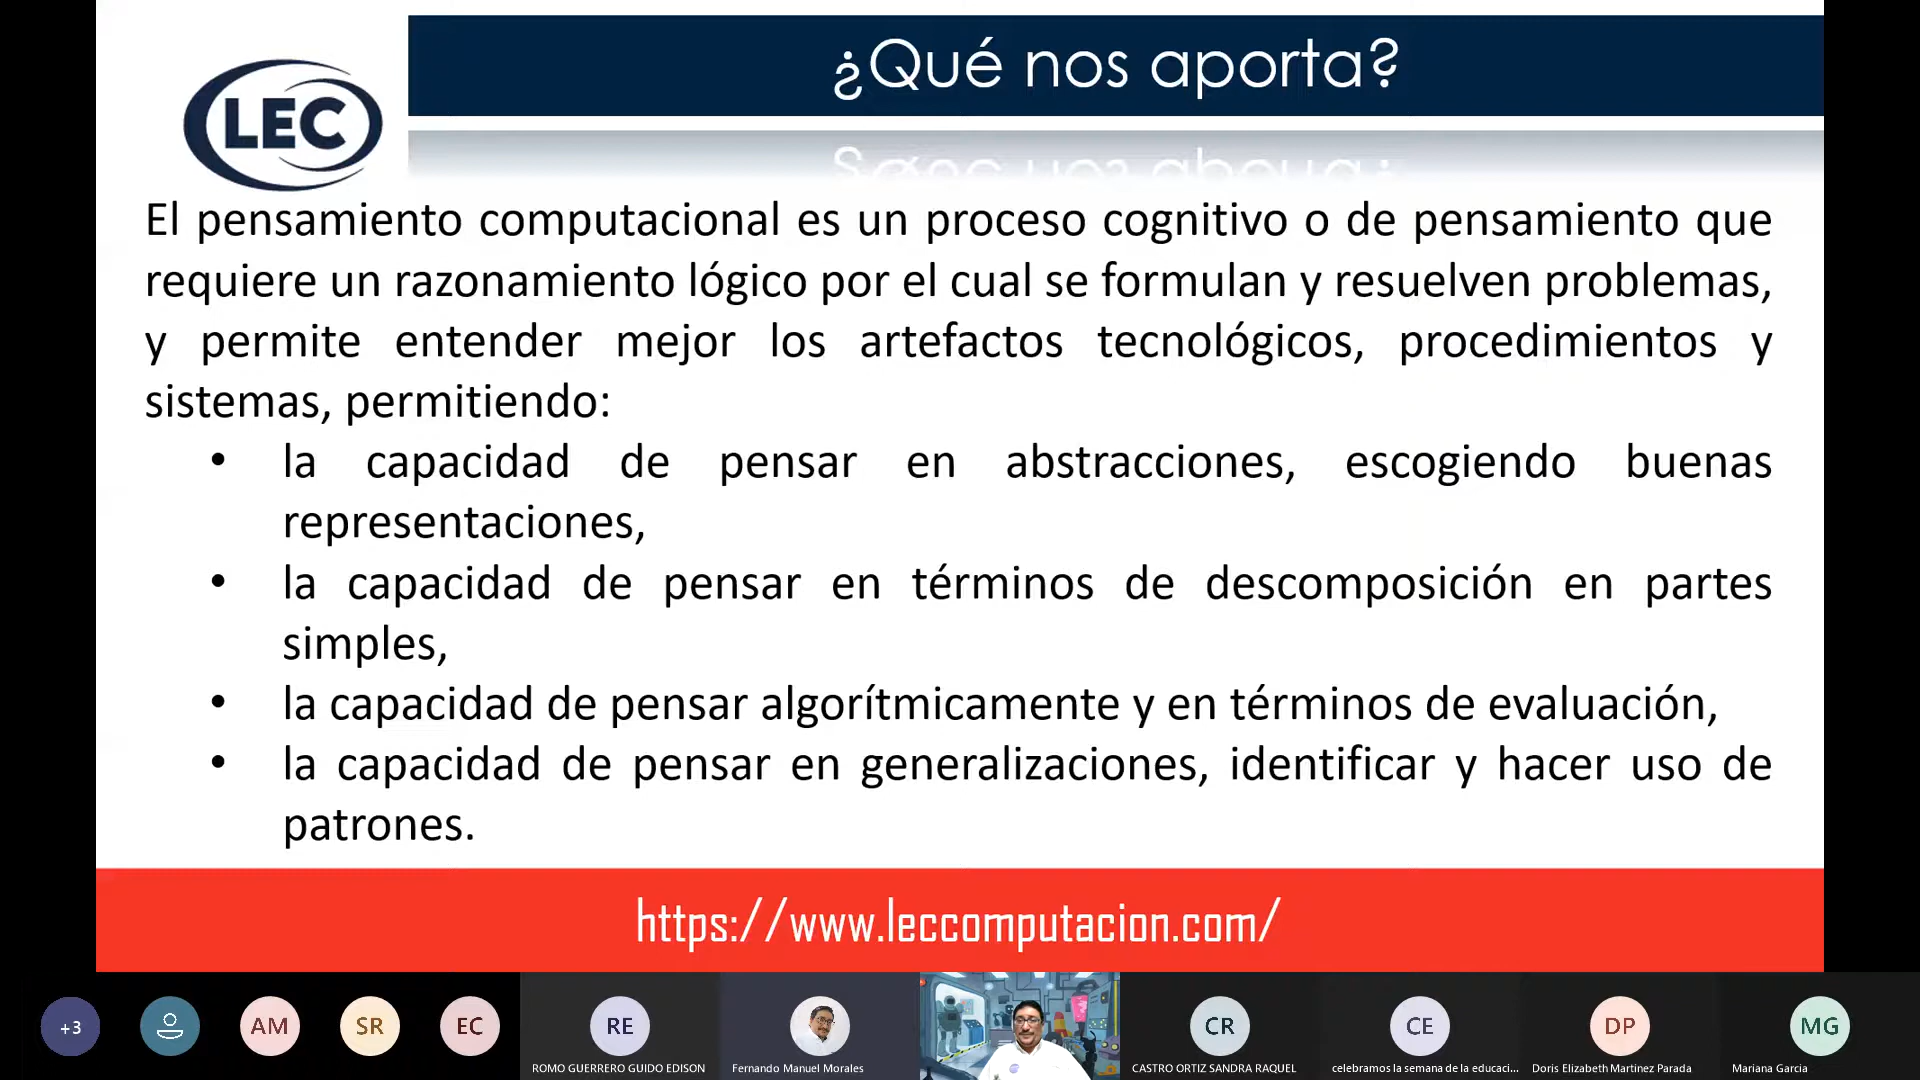 ¿Qué nos aporta?
LEC
El pensamiento computacional es un proceso cognitivo o de pensamiento que
requiere un razonamiento lógico por el cual se formulan y resuelven problemas,
y permite entender mejor los artefactos tecnológicos, procedimientos y
sistemas, permitiendo:
• la capacidad de pensar en abstracciones, escogiendo buenas
representaciones,
• la capacidad de pensar en términos de descomposición en partes
simples,
• la capacidad de pensar algorítmicamente y en términos de evaluación,
• la capacidad de pensar en generalizaciones, identificar y hacer uso de
patrones.
https://www.leccomputacion.com/
+3
AM
SR
EC
RE
CR
CE
DP
MG
ROMO GUERRERO GUIDO EDISON
Fernando Manuel Morales
CASTRO ORTIZ SANDRA RAQUEL
celebramos la semana de la educaci...
Doris Elizabeth Martinez Parada
Mariana Garcia